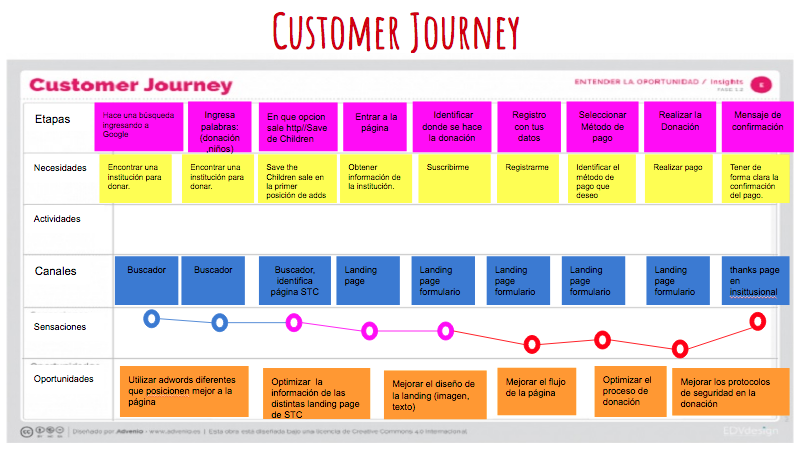 CUSTOMER JOURNEY
Customer Journey
ENTENDER LA OPORTUNIDAD / Insights
FASE 1.2
E
Etapas
Hace una búsqueda
ingresando a
Google
Ingresa
palabras:
(donación
,niños)
En que opcion
sale http//Save
de Children
Entrar a la
página
Identificar
donde se hace
la donación
Registro
con tus
datos
Seleccionar
Método de
pago
Realizar la
Donación
Mensaje de
confirmación
Necesidades
Encontrar una
institución para
donar.
Encontrar una
institución para
donar.
Save the
Children sale en
la primer
posición de adds
Obtener
información de
la institución.
Suscribirme
Registrarme
Identificar el
método de
pago que
deseo
Realizar pago
Tener de
forma clara la
confirmación
del pago.
Actividades
Canales
Buscador
Buscador
Buscador,
identifica
página STC
Landing
page
Landing
page
formulario
Landing
page
formulario
Landing
page
formulario
Landing
page
formulario
thanks page
en
insittusional
Sensaciones
Oportunidades
Utilizar adwords diferentes
que posicionen mejor a la
página
Optimizar la
información de las
distintas landing page
de STC
Mejorar el diseño de
la landing (imagen,
texto)
Mejorar el flujo
de la página
Optimizar el
proceso de
donación
Mejorar los protocolos
de seguridad en la
donación
Diseñado por Advenio - www.advenio.es | Esta obra está diseñada bajo una licencia de Creative Commons 4.0 Internacional.
EDVdesign